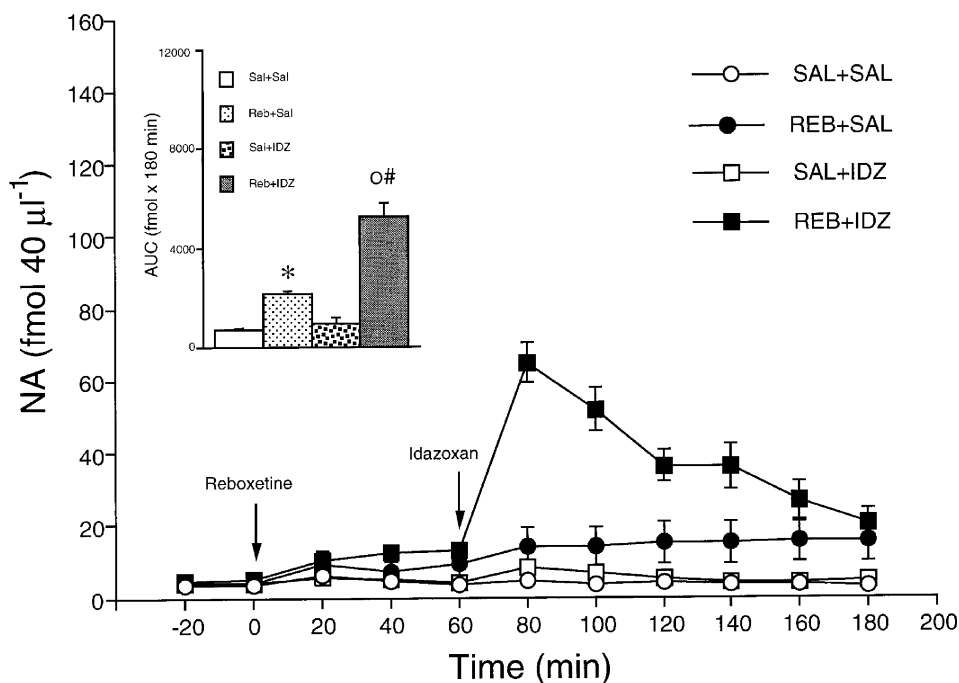 160
140
120
100
80
60
40
20
0
NA (fmol 40 µl-1)
12000
8000
4000
0
AUC (fmol x 180 min)
Sal+Sal
Reb+Sal
Sal+IDZ
Reb+IDZ
*
o#
SAL+SAL
REB+SAL
SAL+IDZ
REB+IDZ
Reboxetine
Idazoxan
-20 0 20 40 60 80 100 120 140 160 180 200
Time (min)